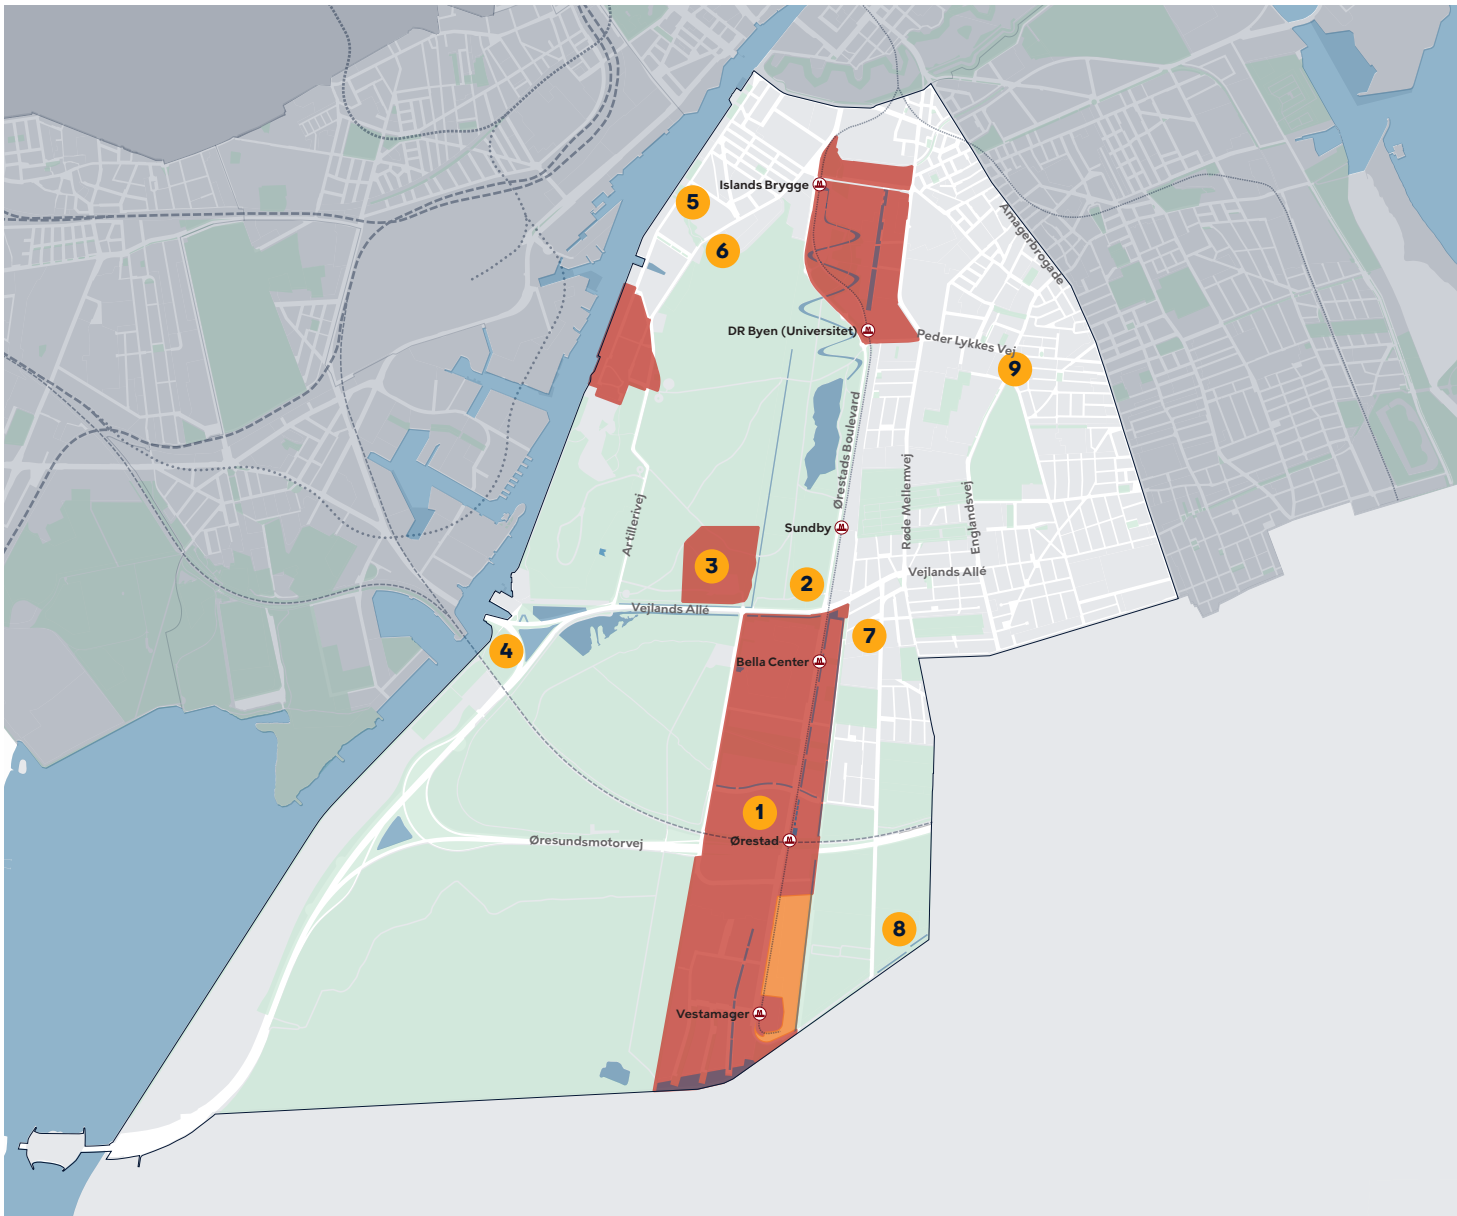 Islands Brygge
5
Amagerbrogade
6
DR Byen (Universitet)
Peder Lykkes Vej
9
Ørestads Boulevard
Røde Mellemvej
Englandsvej
Artillerivej
Sundby
3
2
Vejlands Allé
Vejlands Allé
7
4
Bella Center
1
Ørestad
Øresundsmotorvej
8
Vestamager